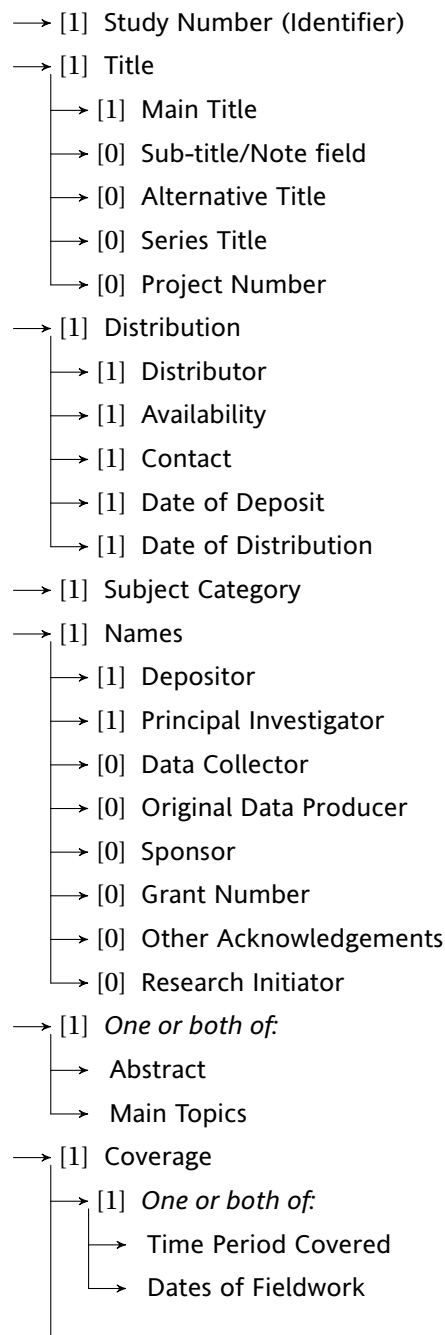 [1] Study Number (Identifier)
[1] Title
[1] Main Title
[0] Sub-title/Note field
[0] Alternative Title
[0] Series Title
[0] Project Number
[1] Distribution
[1] Distributor
[1] Availability
[1] Contact
[1] Date of Deposit
[1] Date of Distribution
[1] Subject Category
[1] Names
[1] Depositor
[1] Principal Investigator
[0] Data Collector
[0] Original Data Producer
[0] Sponsor
[0] Grant Number
[0] Other Acknowledgements
[0] Research Initiator
[1] One or both of:
Abstract
Main Topics
[1] Coverage
[1] One or both of:
Time Period Covered
Dates of Fieldwork